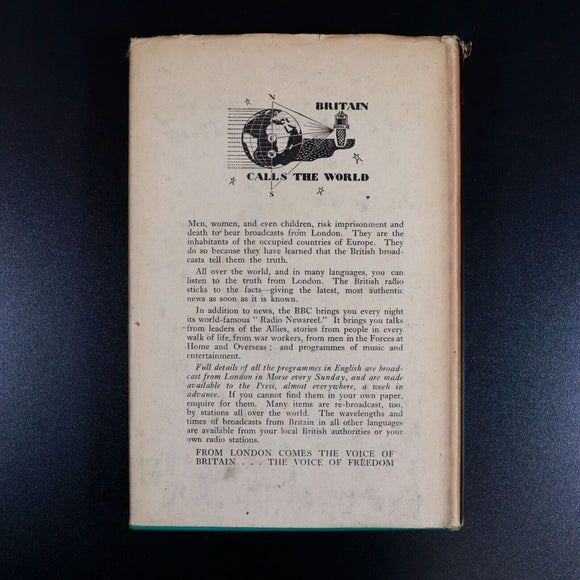 N
BRITAIN
CALLS THE WORLD
S
Men, women, and even children, risk imprisonment and
death to hear broadcasts from London. They are the
inhabitants of the occupied countries of Europe. They
do so because they have learned that the British broad-
casts tell them the truth.
All over the world, and in many languages, you can
listen to the truth from London. The British radio
sticks to the facts—giving the latest, most authentic
news as soon as it is known.
In addition to news, the BBC brings you every night
its world-famous "Radio Newsreel." It brings you talks
from leaders of the Allies, stories from people in every
walk of life, from war workers, from men in the Forces at
Home and Overseas; and programmes of music and
entertainment.
Full details of all the programmes in English are broad-
cast from London in Morse every Sunday, and are made
available to the Press, almost everywhere, a week in
advance. If you cannot find them in your own paper,
enquire for them. Many items are re-broadcast, too,
by stations all over the world. The wavelengths and
times of broadcasts from Britain in all other languages
are available from your local British authorities or your
own radio stations.
FROM LONDON COMES THE VOICE OF
BRITAIN . . . THE VOICE OF FREEDOM